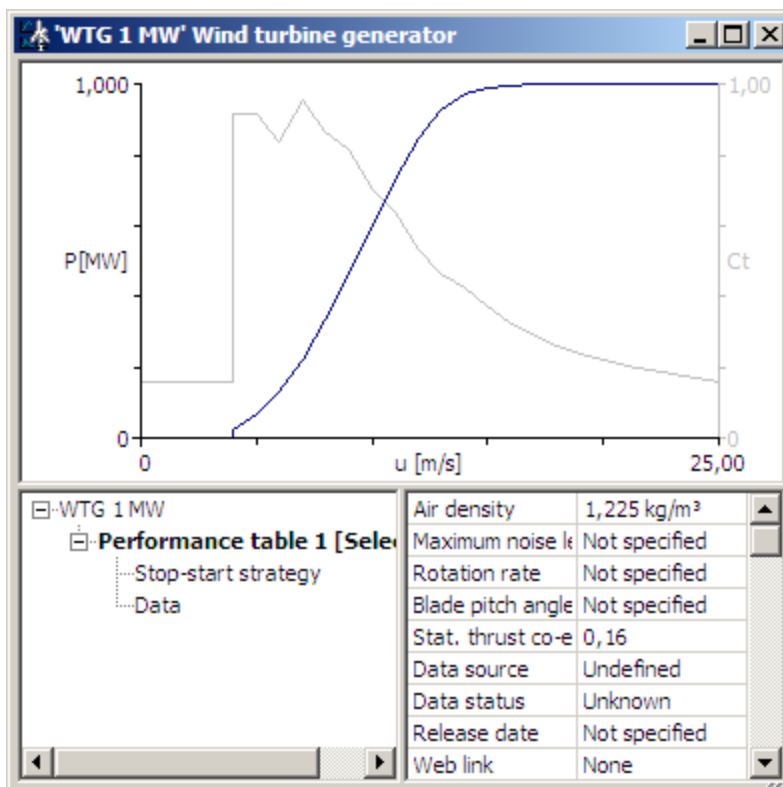 'WTG 1 MW' Wind turbine generator
1,000
1,00
P[MW]
Ct
0
0
0
u [m/s]
25,00
WTG 1 MW
Performance table 1 [Selec
Stop-start strategy
Data
Air density 1,225 kg/m³
Maximum noise le Not specified
Rotation rate Not specified
Blade pitch angle Not specified
Stat. thrust co-e 0,16
Data source Undefined
Data status Unknown
Release date Not specified
Web link None